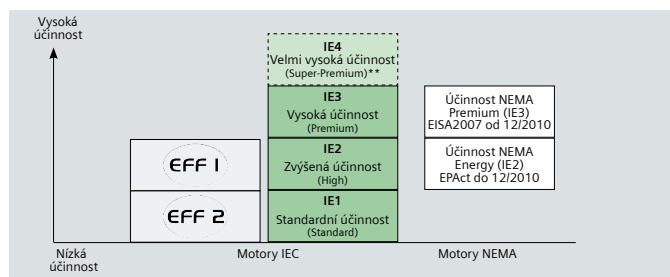 Vysoká
účinnost
IE4
Velmi vysoká účinnost
(Super-Premium)**
IE3
Vysoká účinnost
(Premium)
Účinnost NEMA
Premium (IE3)
EISA2007 od 12/2010
EFF 1
IE2
Zvýšená účinnost
(High)
Účinnost NEMA
Energy (IE2)
EPAct do 12/2010
EFF 2
IE1
Standardní účinnost
(Standard)
Nízká
účinnost
Motory IEC
Motory NEMA